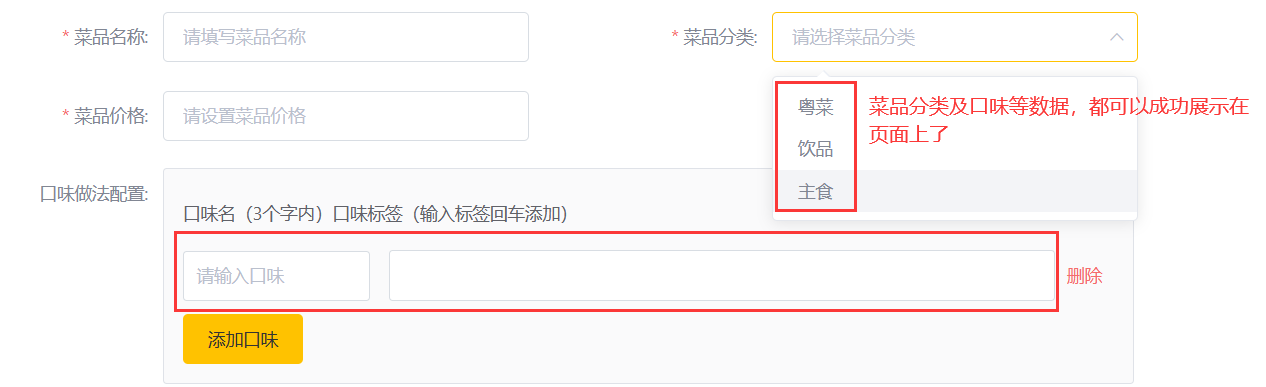 * 菜品名称: 请填写菜品名称
* 菜品分类: 请选择菜品分类
粤菜
饮品
主食
菜品分类及口味等数据，都可以成功展示在
页面上了
* 菜品价格: 请设置菜品价格
口味做法配置:
口味名（3个字内）口味标签（输入标签回车添加）
请输入口味
删除
添加口味